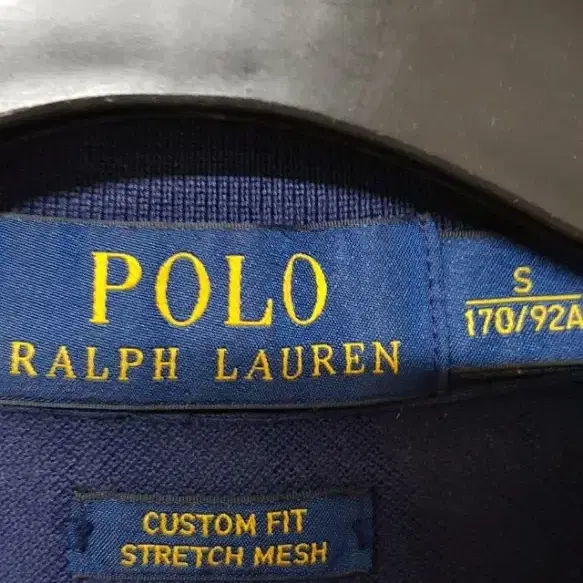 POLO
RALPH LAUREN
S
170/92A
CUSTOM FIT
STRETCH MESH